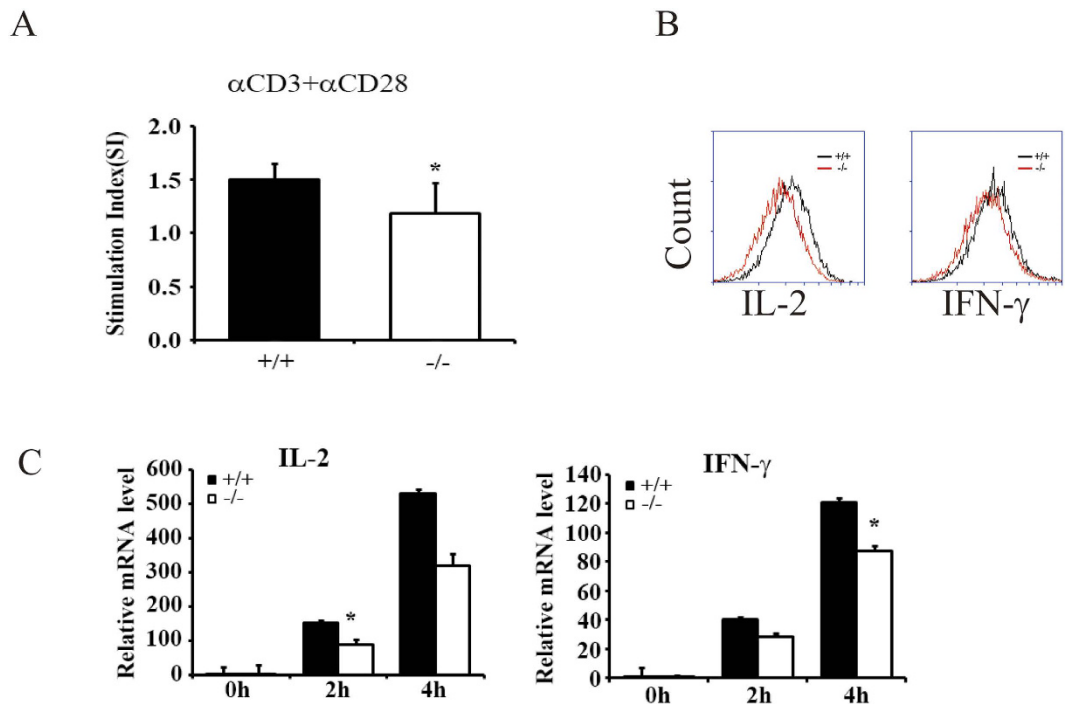 A
αCD3+αCD28
Stimulation Index(SI)
2.0
1.5
1.0
0.5
0.0
*
+/+
-/-
B
Count
+/+
-/-
IL-2
+/+
-/-
IFN-γ
C
IL-2
+/+
-/-
Relative mRNA level
600
500
400
300
200
100
0
*
0h 2h 4h
IFN-γ
+/+
-/-
Relative mRNA level
140
120
100
80
60
40
20
0
*
0h 2h 4h